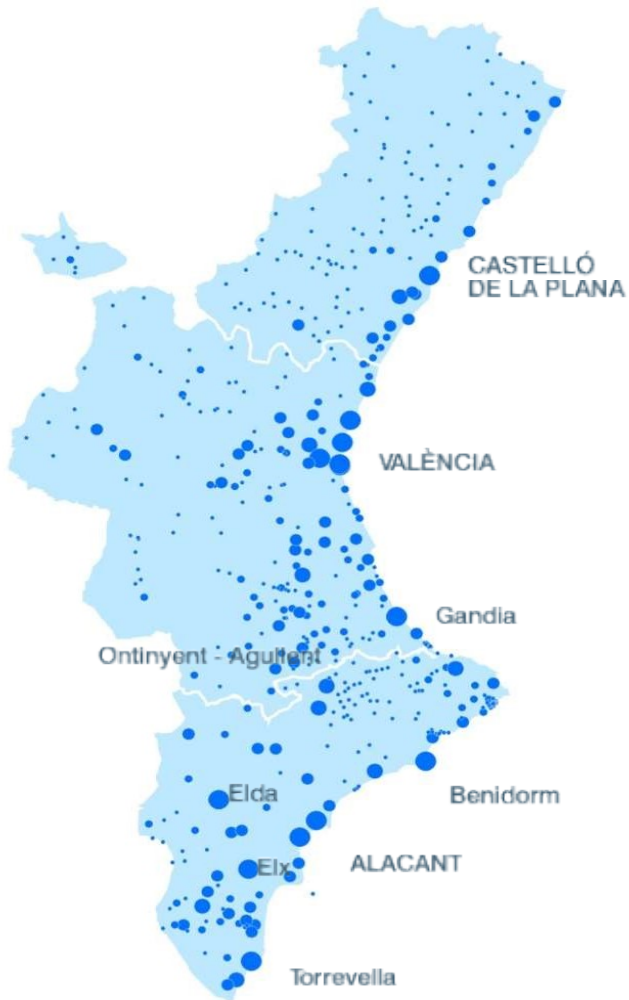 CASTELLÓ
DE LA PLANA
VALÈNCIA
Gandia
Ontinyent - Agullent
Elda
Benidorm
Elx
ALACANT
Torrevella